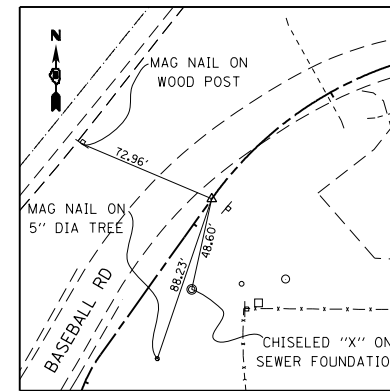 N
MAG NAIL ON
WOOD POST
72.96'
MAG NAIL ON
5" DIA TREE
48.60'
88.23'
BASEBALL RD
CHISELED "X" ON
SEWER FOUNDATIO